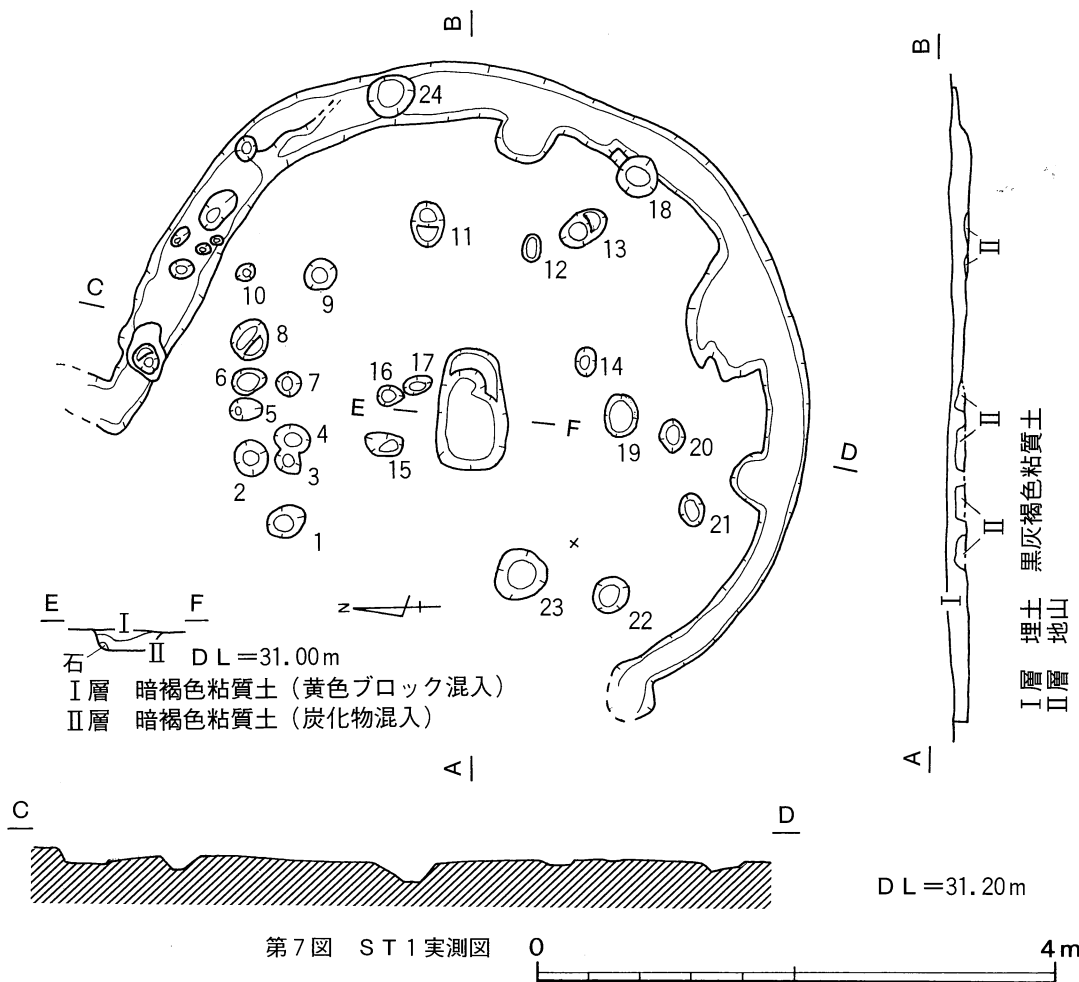 B
B
24
18
11
12
13
C
10
9
8
6
7
5
16
17
14
E
F
4
19
20
D
2
3
15
21
1
23
22
II
II
II
I
E
I
F
N
石
II
DL=31.00m
I層 暗褐色粘質土(黄色ブロック混入)
II層 暗褐色粘質土(炭化物混入)
I層 埋土 黒灰褐色粘質土
II層 地山
A
A
C
D
DL=31.20m
第7図 ST1実測図
0
4m